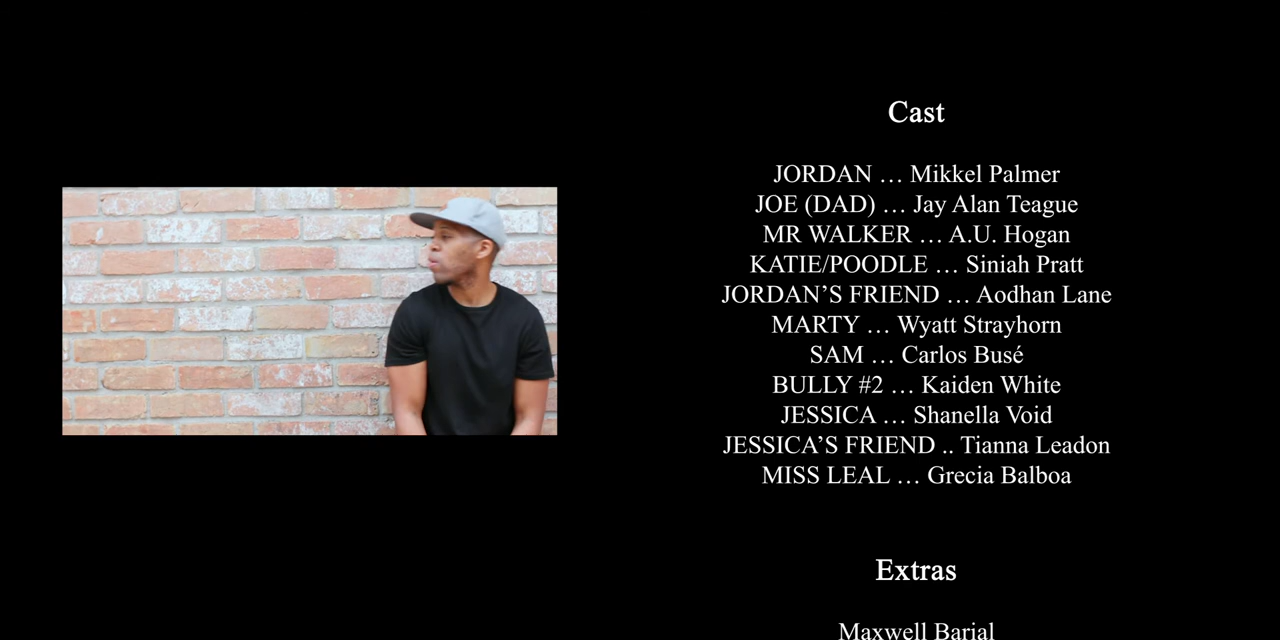 Cast
JORDAN … Mikkel Palmer
JOE (DAD) … Jay Alan Teague
MR WALKER … A.U. Hogan
KATIE/POODLE … Siniah Pratt
JORDAN’S FRIEND … Aodhan Lane
MARTY … Wyatt Strayhorn
SAM … Carlos Busé
BULLY #2 … Kaiden White
JESSICA … Shanella Void
JESSICA’S FRIEND .. Tianna Leadon
MISS LEAL … Grecia Balboa
Extras
Maxwell Barial